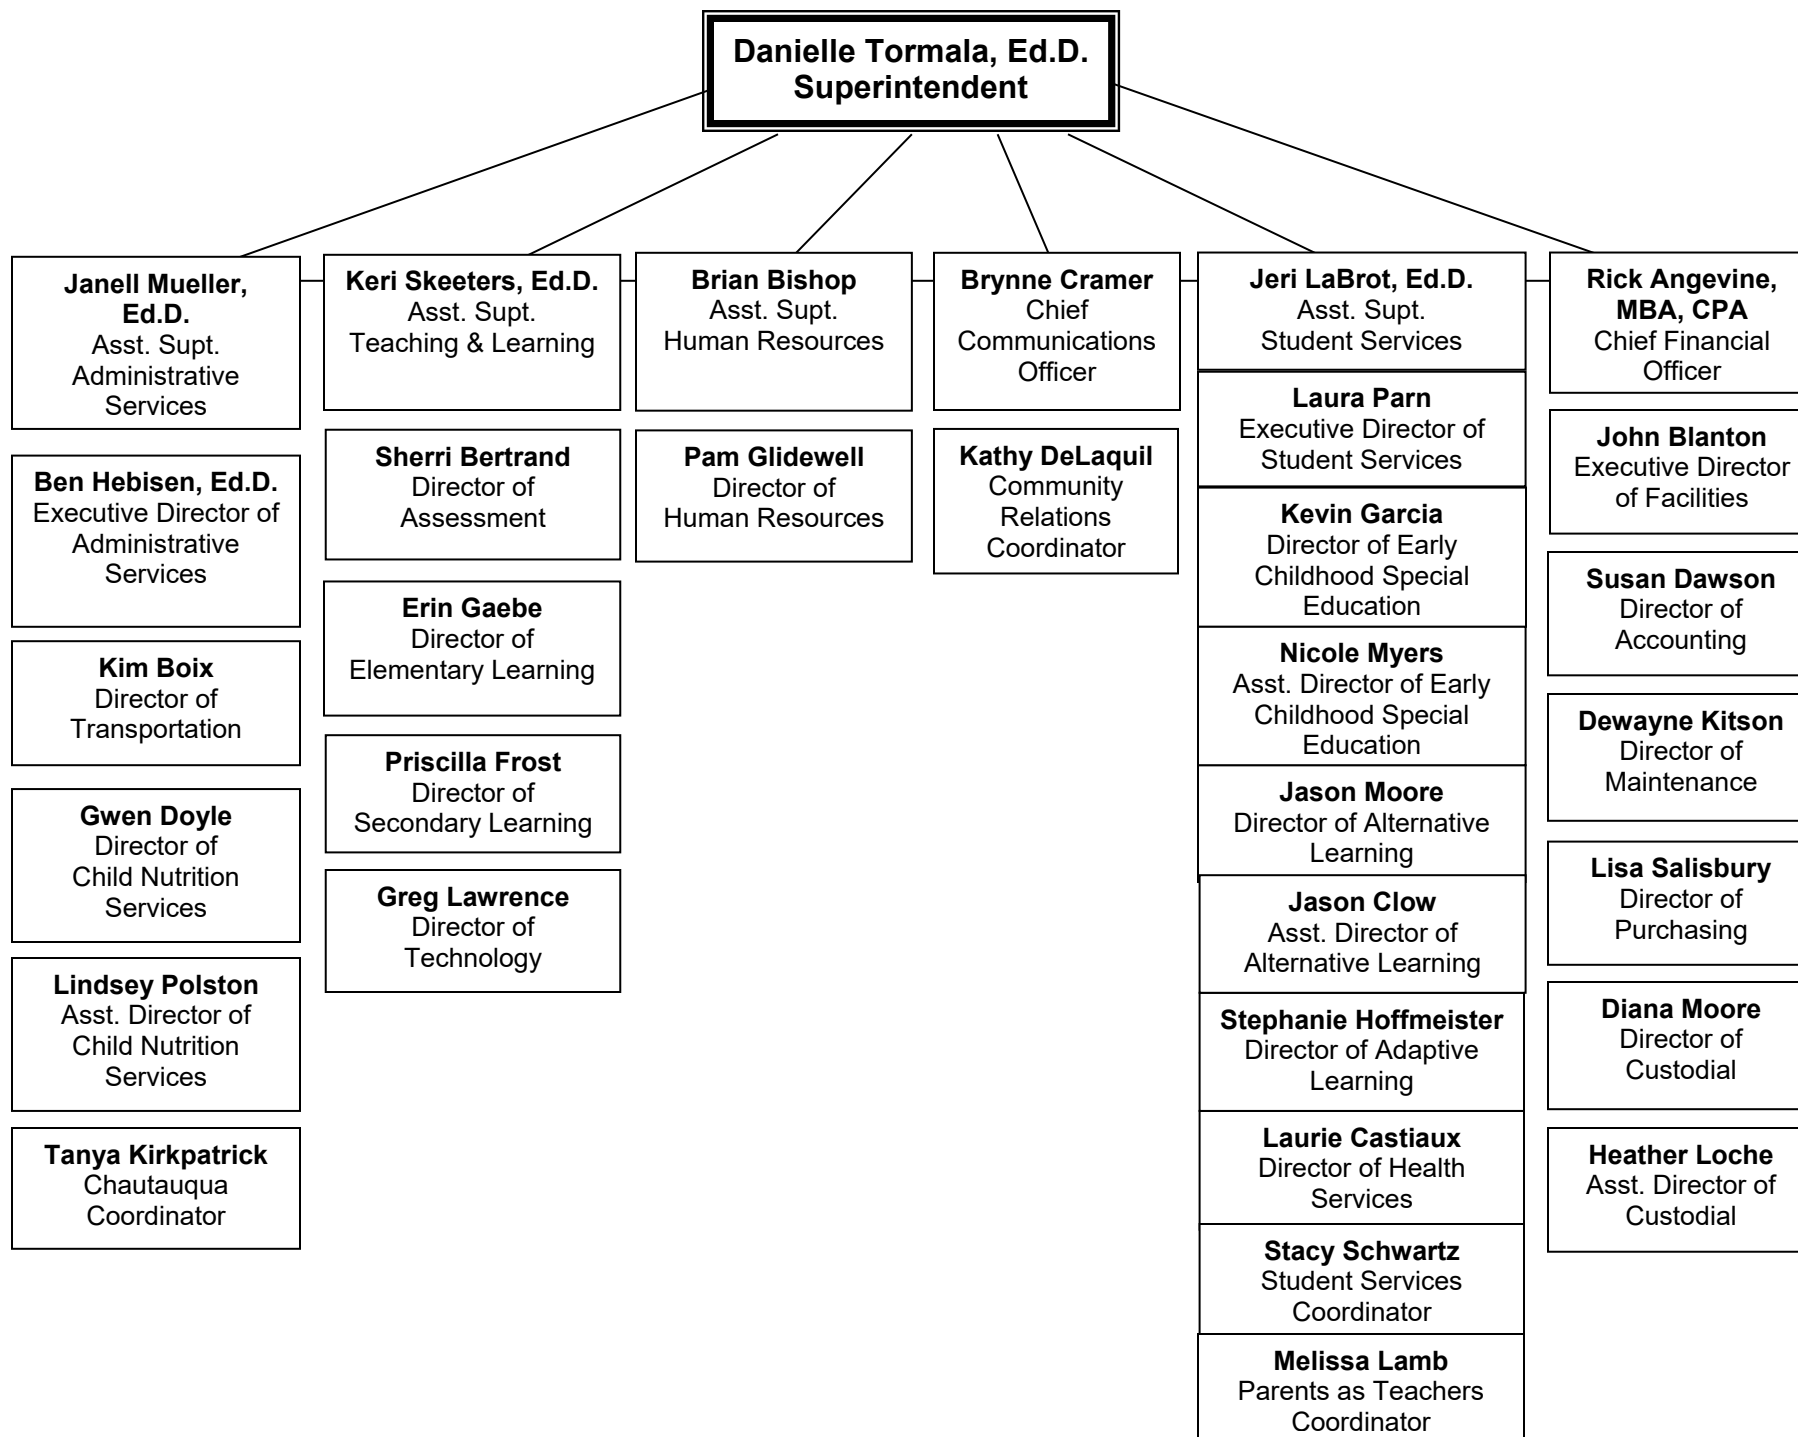 Danielle Tormala, Ed.D.
Superintendent
Janell Mueller,
Ed.D.
Asst. Supt.
Administrative
Services
Ben Hebisen, Ed.D.
Executive Director of
Administrative
Services
Kim Boix
Director of
Transportation
Gwen Doyle
Director of
Child Nutrition
Services
Lindsey Polston
Asst. Director of
Child Nutrition
Services
Tanya Kirkpatrick
Chautauqua
Coordinator
Keri Skeeters, Ed.D.
Asst. Supt.
Teaching & Learning
Sherri Bertrand
Director of
Assessment
Erin Gaebe
Director of
Elementary Learning
Priscilla Frost
Director of
Secondary Learning
Greg Lawrence
Director of
Technology
Brian Bishop
Asst. Supt.
Human Resources
Pam Glidewell
Director of
Human Resources
Brynne Cramer
Chief
Communications
Officer
Kathy DeLaquil
Community
Relations
Coordinator
Jeri LaBrot, Ed.D.
Asst. Supt.
Student Services
Laura Parn
Executive Director of
Student Services
Kevin Garcia
Director of Early
Childhood Special
Education
Nicole Myers
Asst. Director of Early
Childhood Special
Education
Jason Moore
Director of Alternative
Learning
Jason Clow
Asst. Director of
Alternative Learning
Stephanie Hoffmeister
Director of Adaptive
Learning
Laurie Castiaux
Director of Health
Services
Stacy Schwartz
Student Services
Coordinator
Melissa Lamb
Parents as Teachers
Coordinator
Rick Angevine,
MBA, CPA
Chief Financial
Officer
John Blanton
Executive Director
of Facilities
Susan Dawson
Director of
Accounting
Dewayne Kitson
Director of
Maintenance
Lisa Salisbury
Director of
Purchasing
Diana Moore
Director of
Custodial
Heather Loche
Asst. Director of
Custodial